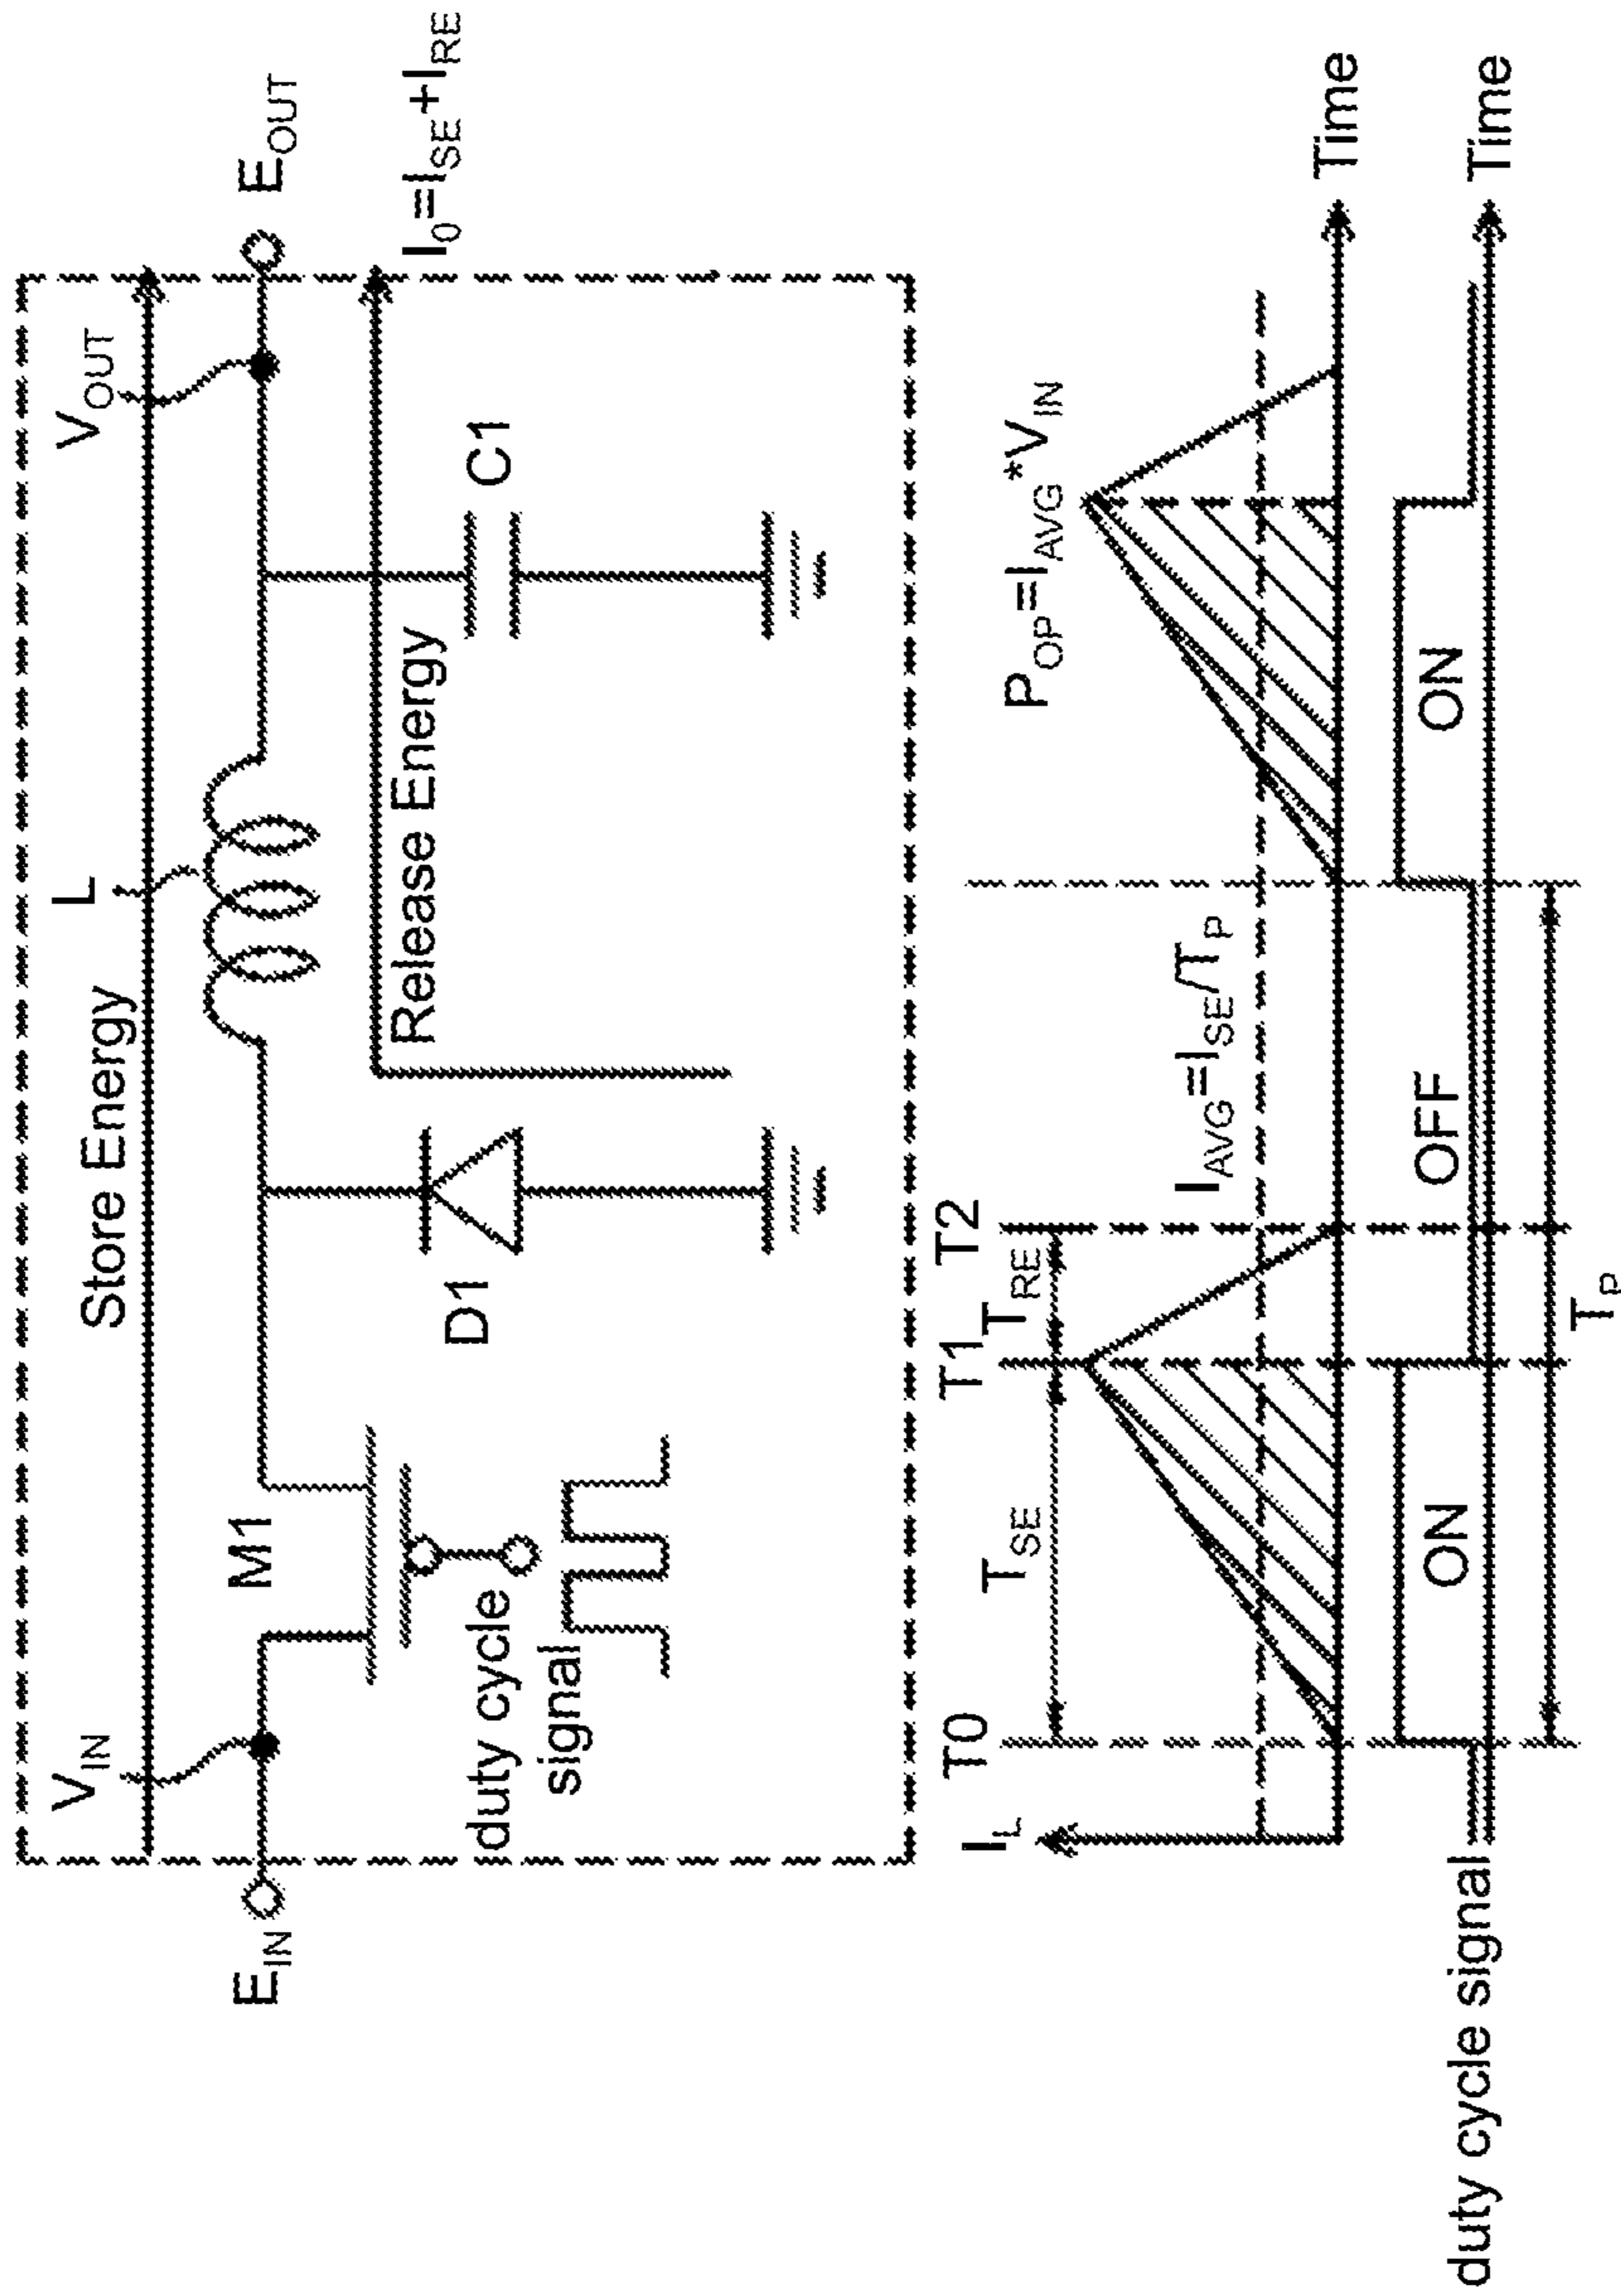 Store Energy
V_IN
L
V_OUT
E_IN
E_OUT
M1
D1
C1
duty cycle
signal
Release Energy
I_0=I_SE+I_RE
I_L
T0
T1
T2
T_SE
T_RE
P_OP=I_AVG*V_IN
I_AVG=I_SE/T_P
Time
ON
OFF
ON
duty cycle signal
Time
T_P